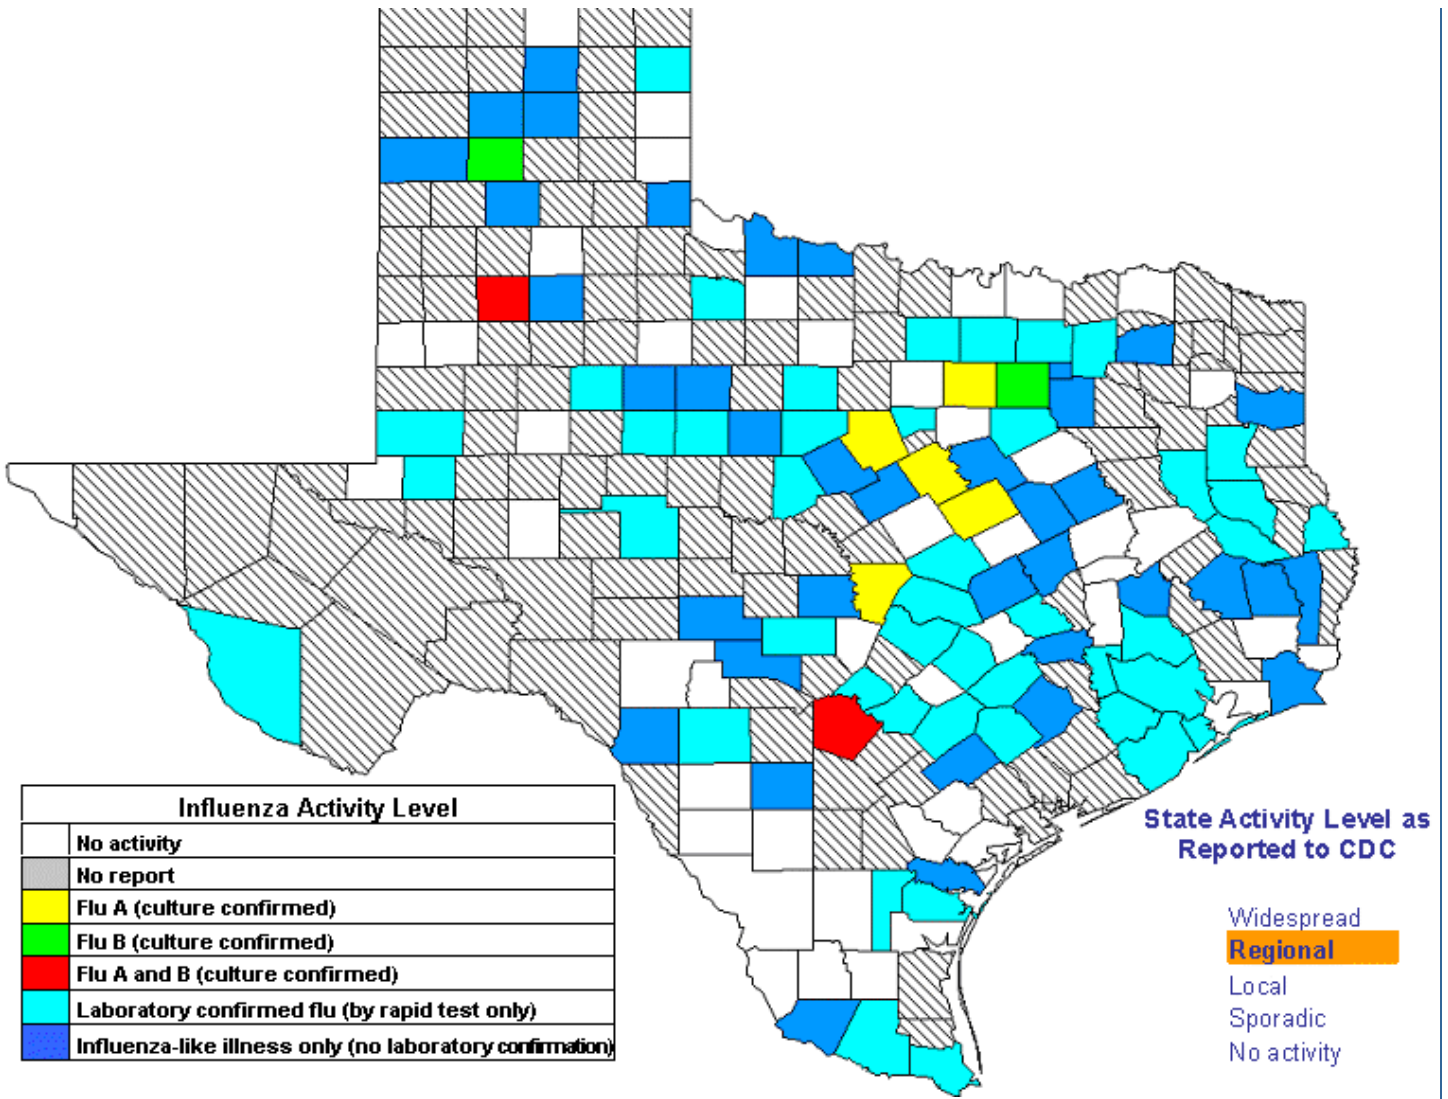 Influenza Activity Level
No activity
No report
Flu A (culture confirmed)
Flu B (culture confirmed)
Flu A and B (culture confirmed)
Laboratory confirmed flu (by rapid test only)
Influenza-like illness only (no laboratory confirmation)
State Activity Level as
Reported to CDC
Widespread
Regional
Local
Sporadic
No activity